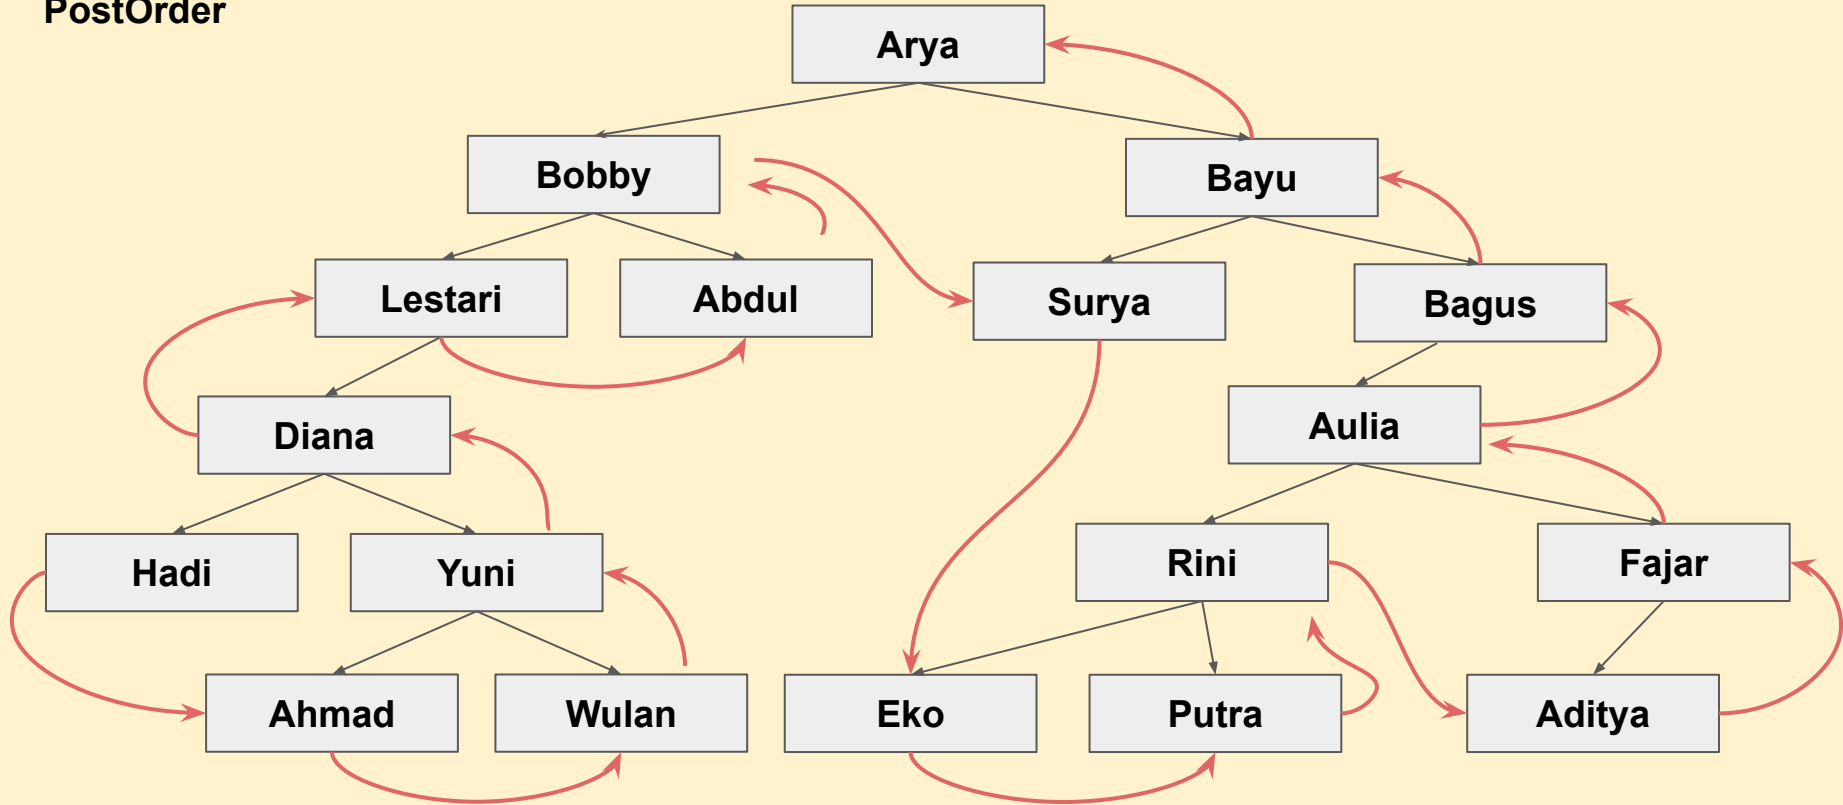 PostOrder
Arya
Bobby
Bayu
Lestari
Abdul
Surya
Bagus
Diana
Aulia
Hadi
Yuni
Rini
Fajar
Ahmad
Wulan
Eko
Putra
Aditya